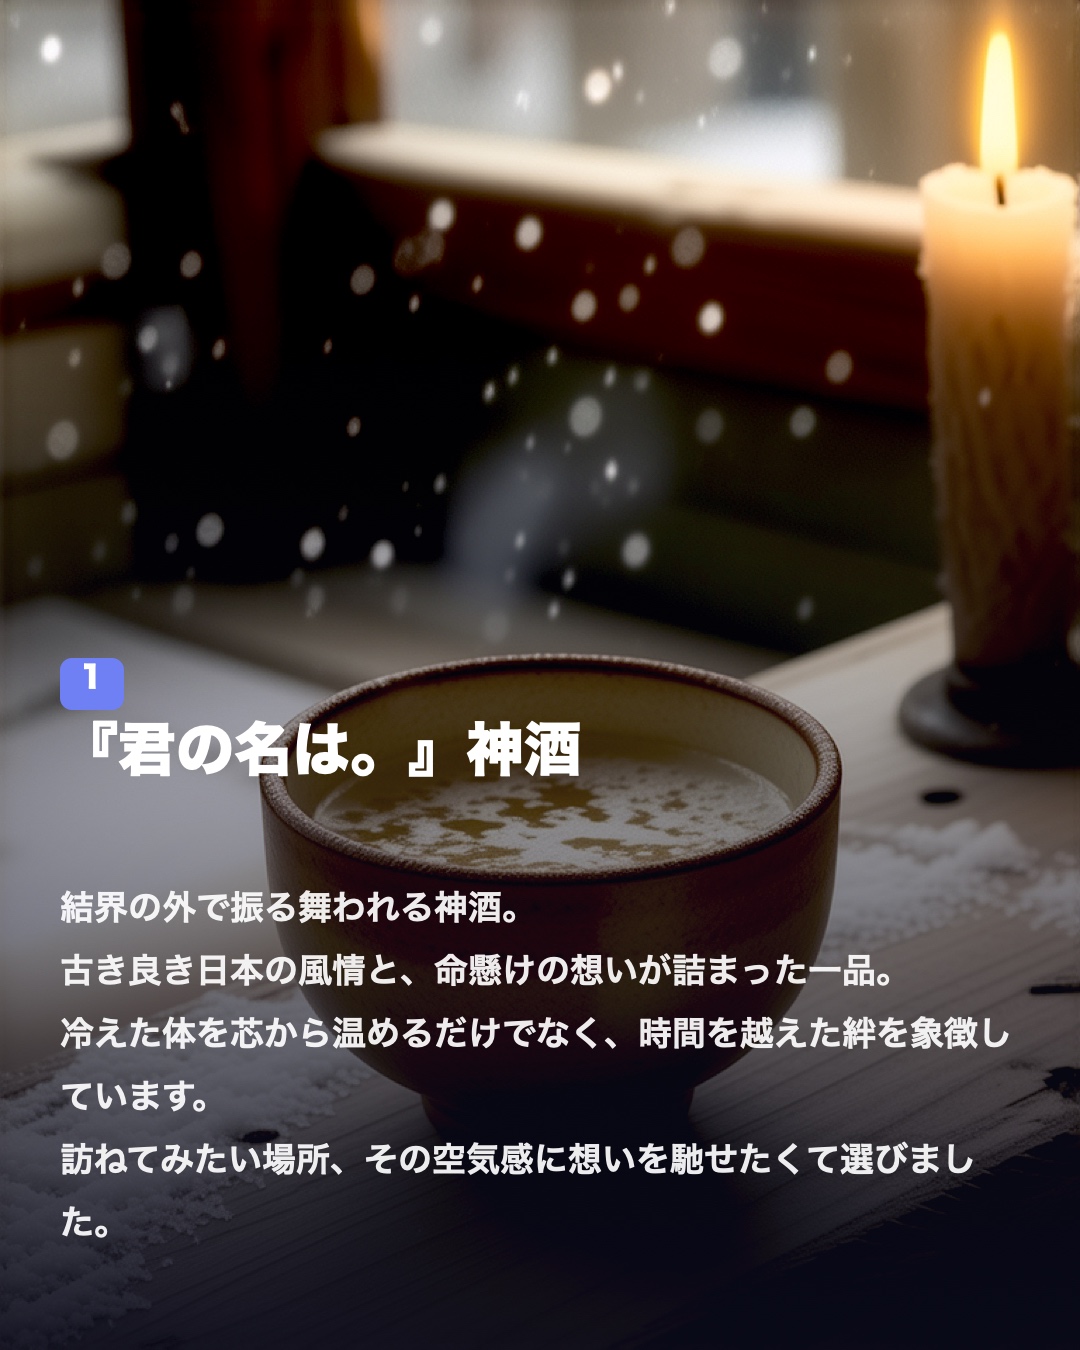 1
『君の名は。』神酒
結界の外で振る舞われる神酒。
古き良き日本の風情と、命懸けの想いが詰まった一品。
冷えた体を芯から温めるだけでなく、時間を越えた絆を象徴し
ています。
訪ねてみたい場所、その空気感に想いを馳せたくて選びまし
た。